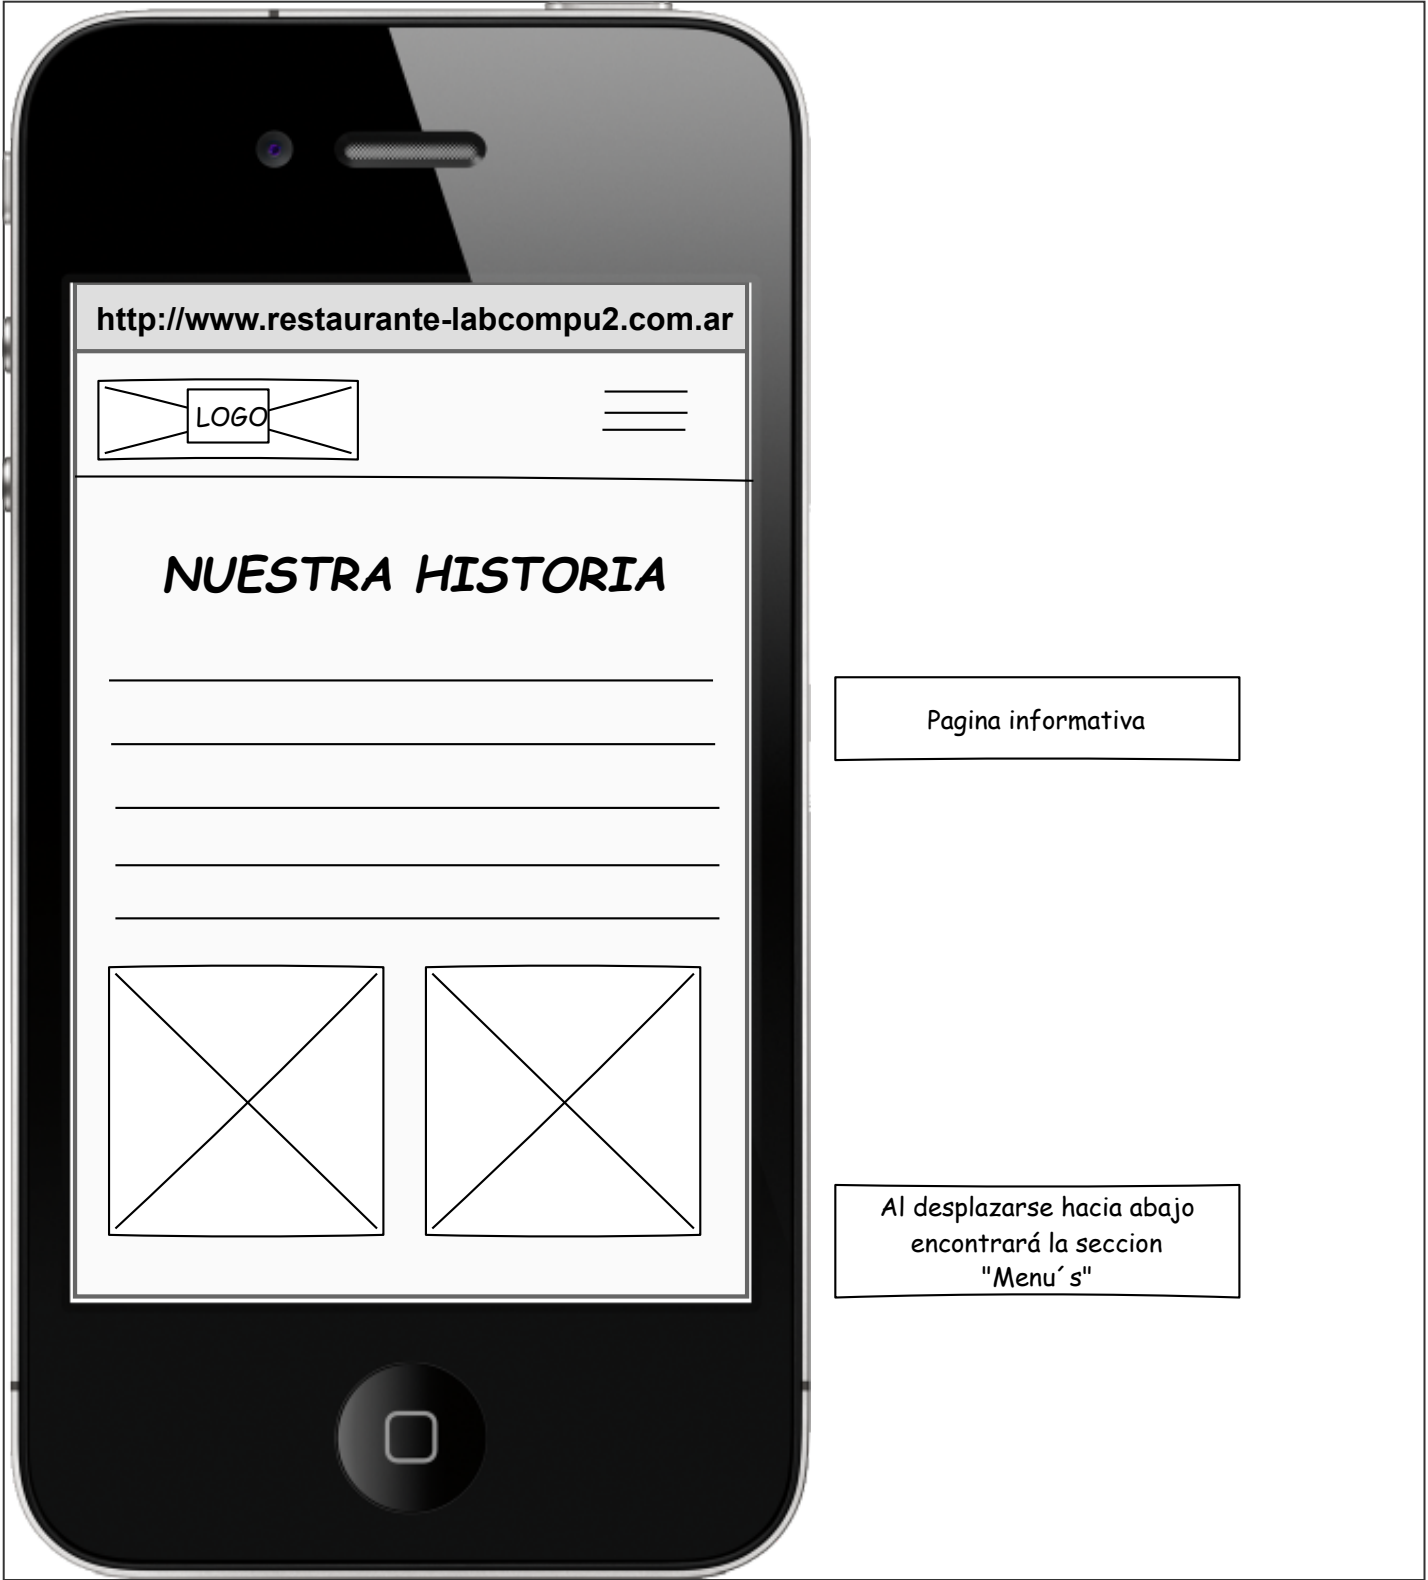 http://www.restaurante-labcompu2.com.ar
LOGO
NUESTRA HISTORIA
Pagina informativa
Al desplazarse hacia abajo
encontrará la seccion
"Menu´s"